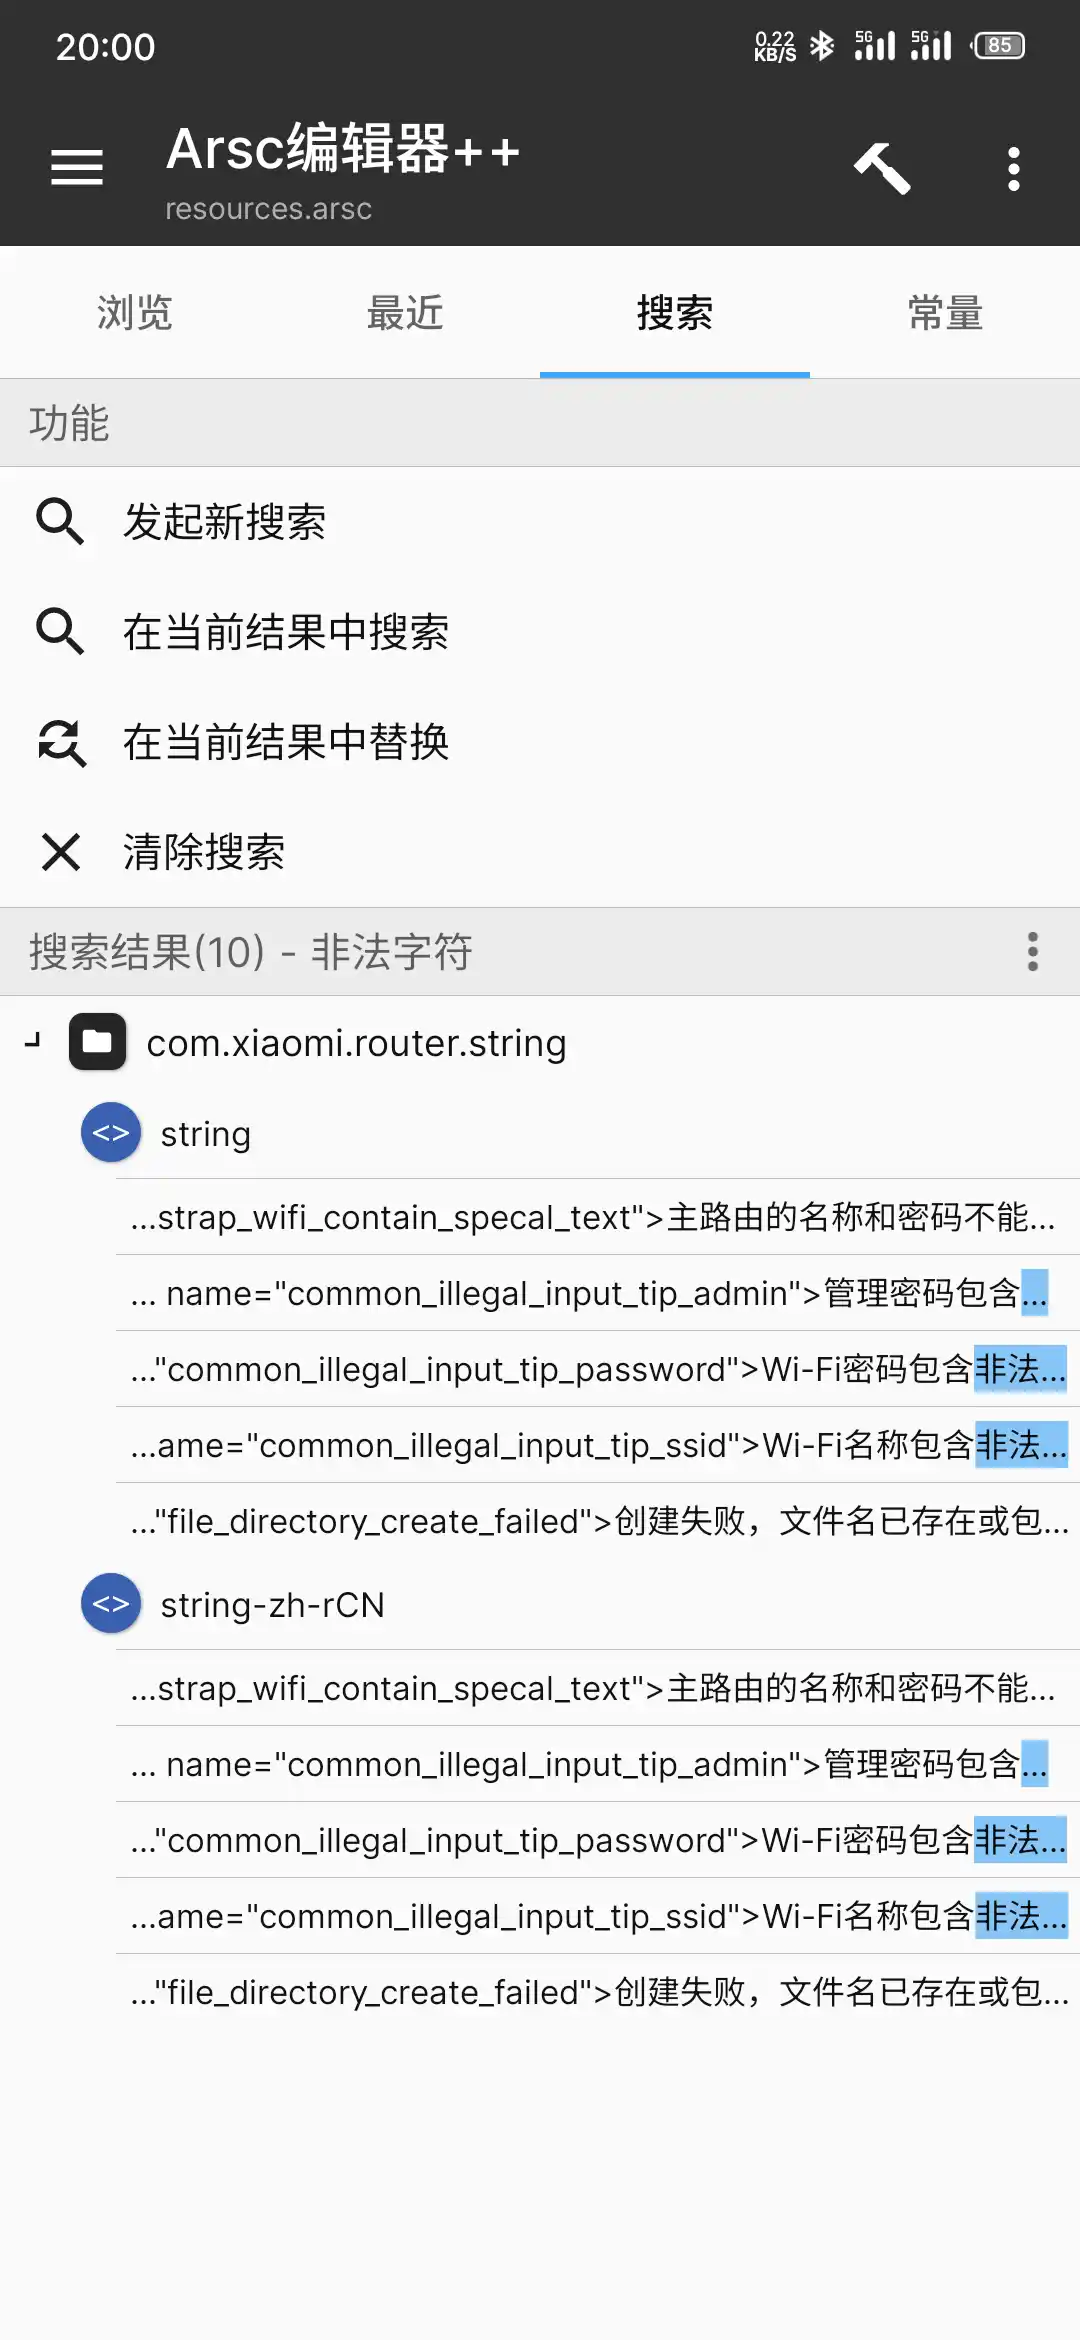 20:00
0.22
KB/S
5G
5G
85
Arsc编辑器++
resources.arsc
浏览
最近
搜索
常量
功能
发起新搜索
在当前结果中搜索
在当前结果中替换
清除搜索
搜索结果(10) - 非法字符
com.xiaomi.router.string
<>
string
...strap_wifi_contain_specal_text">主路由的名称和密码不能...
... name="common_illegal_input_tip_admin">管理密码包含...
..."common_illegal_input_tip_password">Wi-Fi密码包含非法...
...ame="common_illegal_input_tip_ssid">Wi-Fi名称包含非法...
..."file_directory_create_failed">创建失败，文件名已存在或包...
<>
string-zh-rCN
...strap_wifi_contain_specal_text">主路由的名称和密码不能...
... name="common_illegal_input_tip_admin">管理密码包含...
..."common_illegal_input_tip_password">Wi-Fi密码包含非法...
...ame="common_illegal_input_tip_ssid">Wi-Fi名称包含非法...
..."file_directory_create_failed">创建失败，文件名已存在或包...